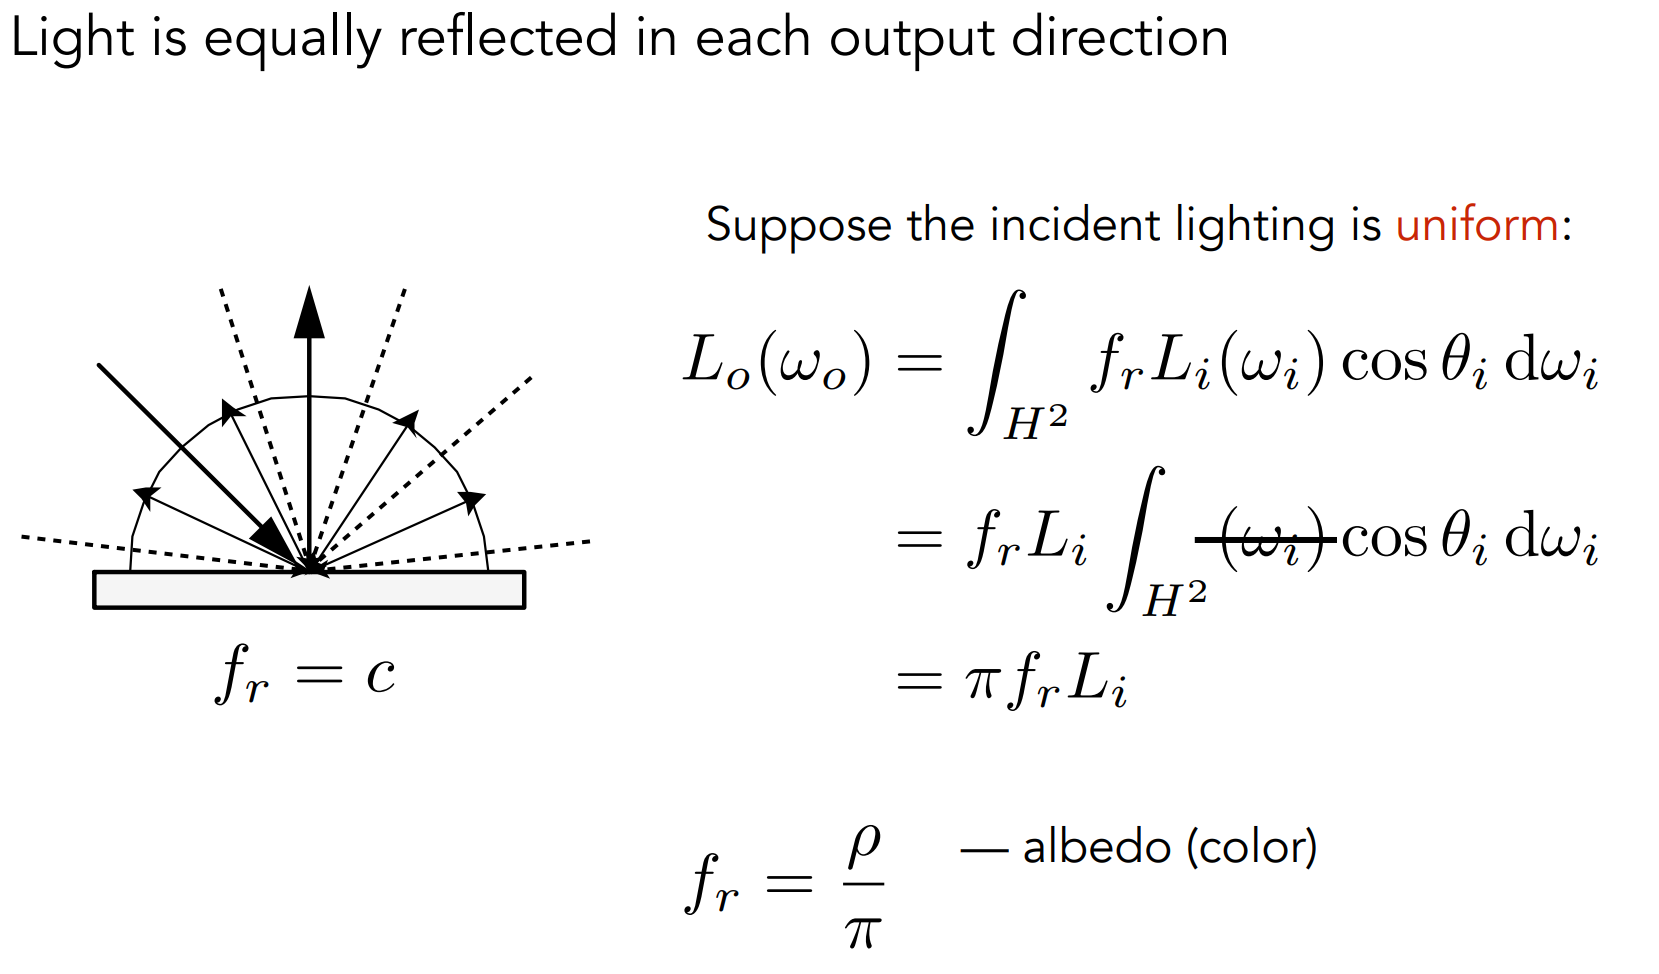 Light is equally reflected in each output direction
Suppose the incident lighting is uniform:
$L_o(\omega_o) = \int_{H^2} f_r L_i(\omega_i) \cos\theta_i \, \mathrm{d}\omega_i$
$= f_r L_i \int_{H^2} \sout{(\omega_i)} \cos\theta_i \, \mathrm{d}\omega_i$
$f_r = c$
$= \pi f_r L_i$
$f_r = \frac{\rho}{\pi}$ — albedo (color)